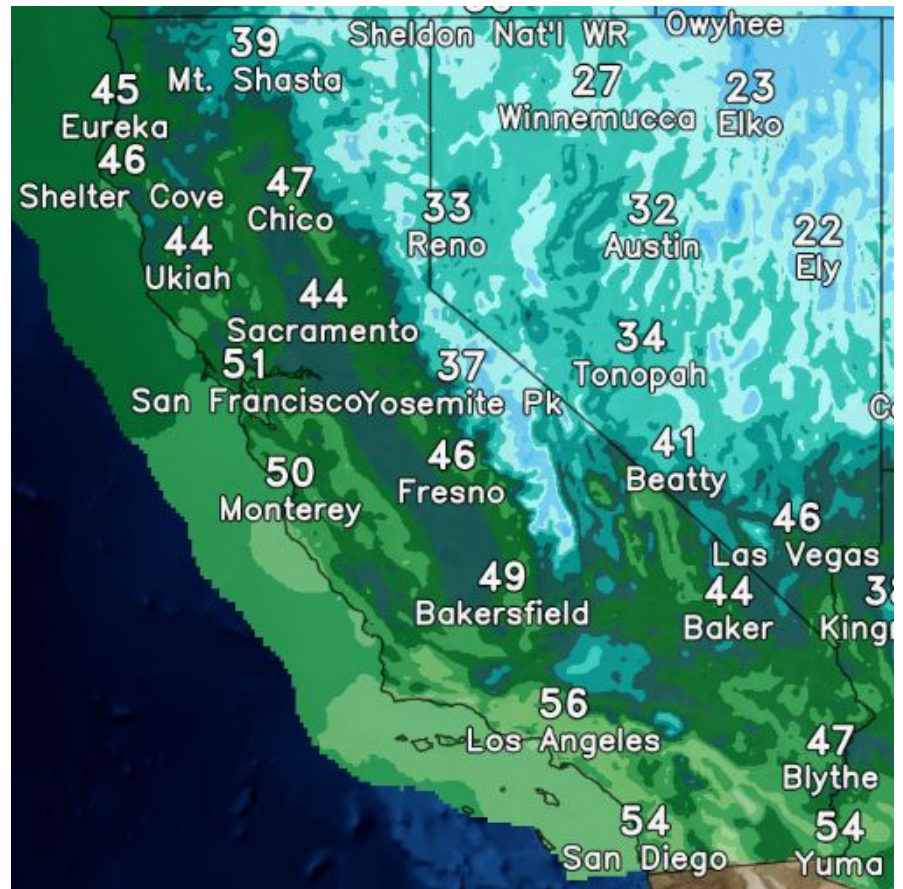 Sheldon Nat'l WR
Owyhee
39
Mt. Shasta
27
Winnemucca
23
Elko
45
Eureka
46
Shelter Cove
47
Chico
33
Reno
32
Austin
22
Ely
44
Ukiah
44
Sacramento
34
Tonopah
51
San Francisco
37
Yosemite Pk
41
Beatty
46
Fresno
50
Monterey
46
Las Vegas
49
Bakersfield
44
Baker
56
Los Angeles
47
Blythe
54
San Diego
54
Yuma